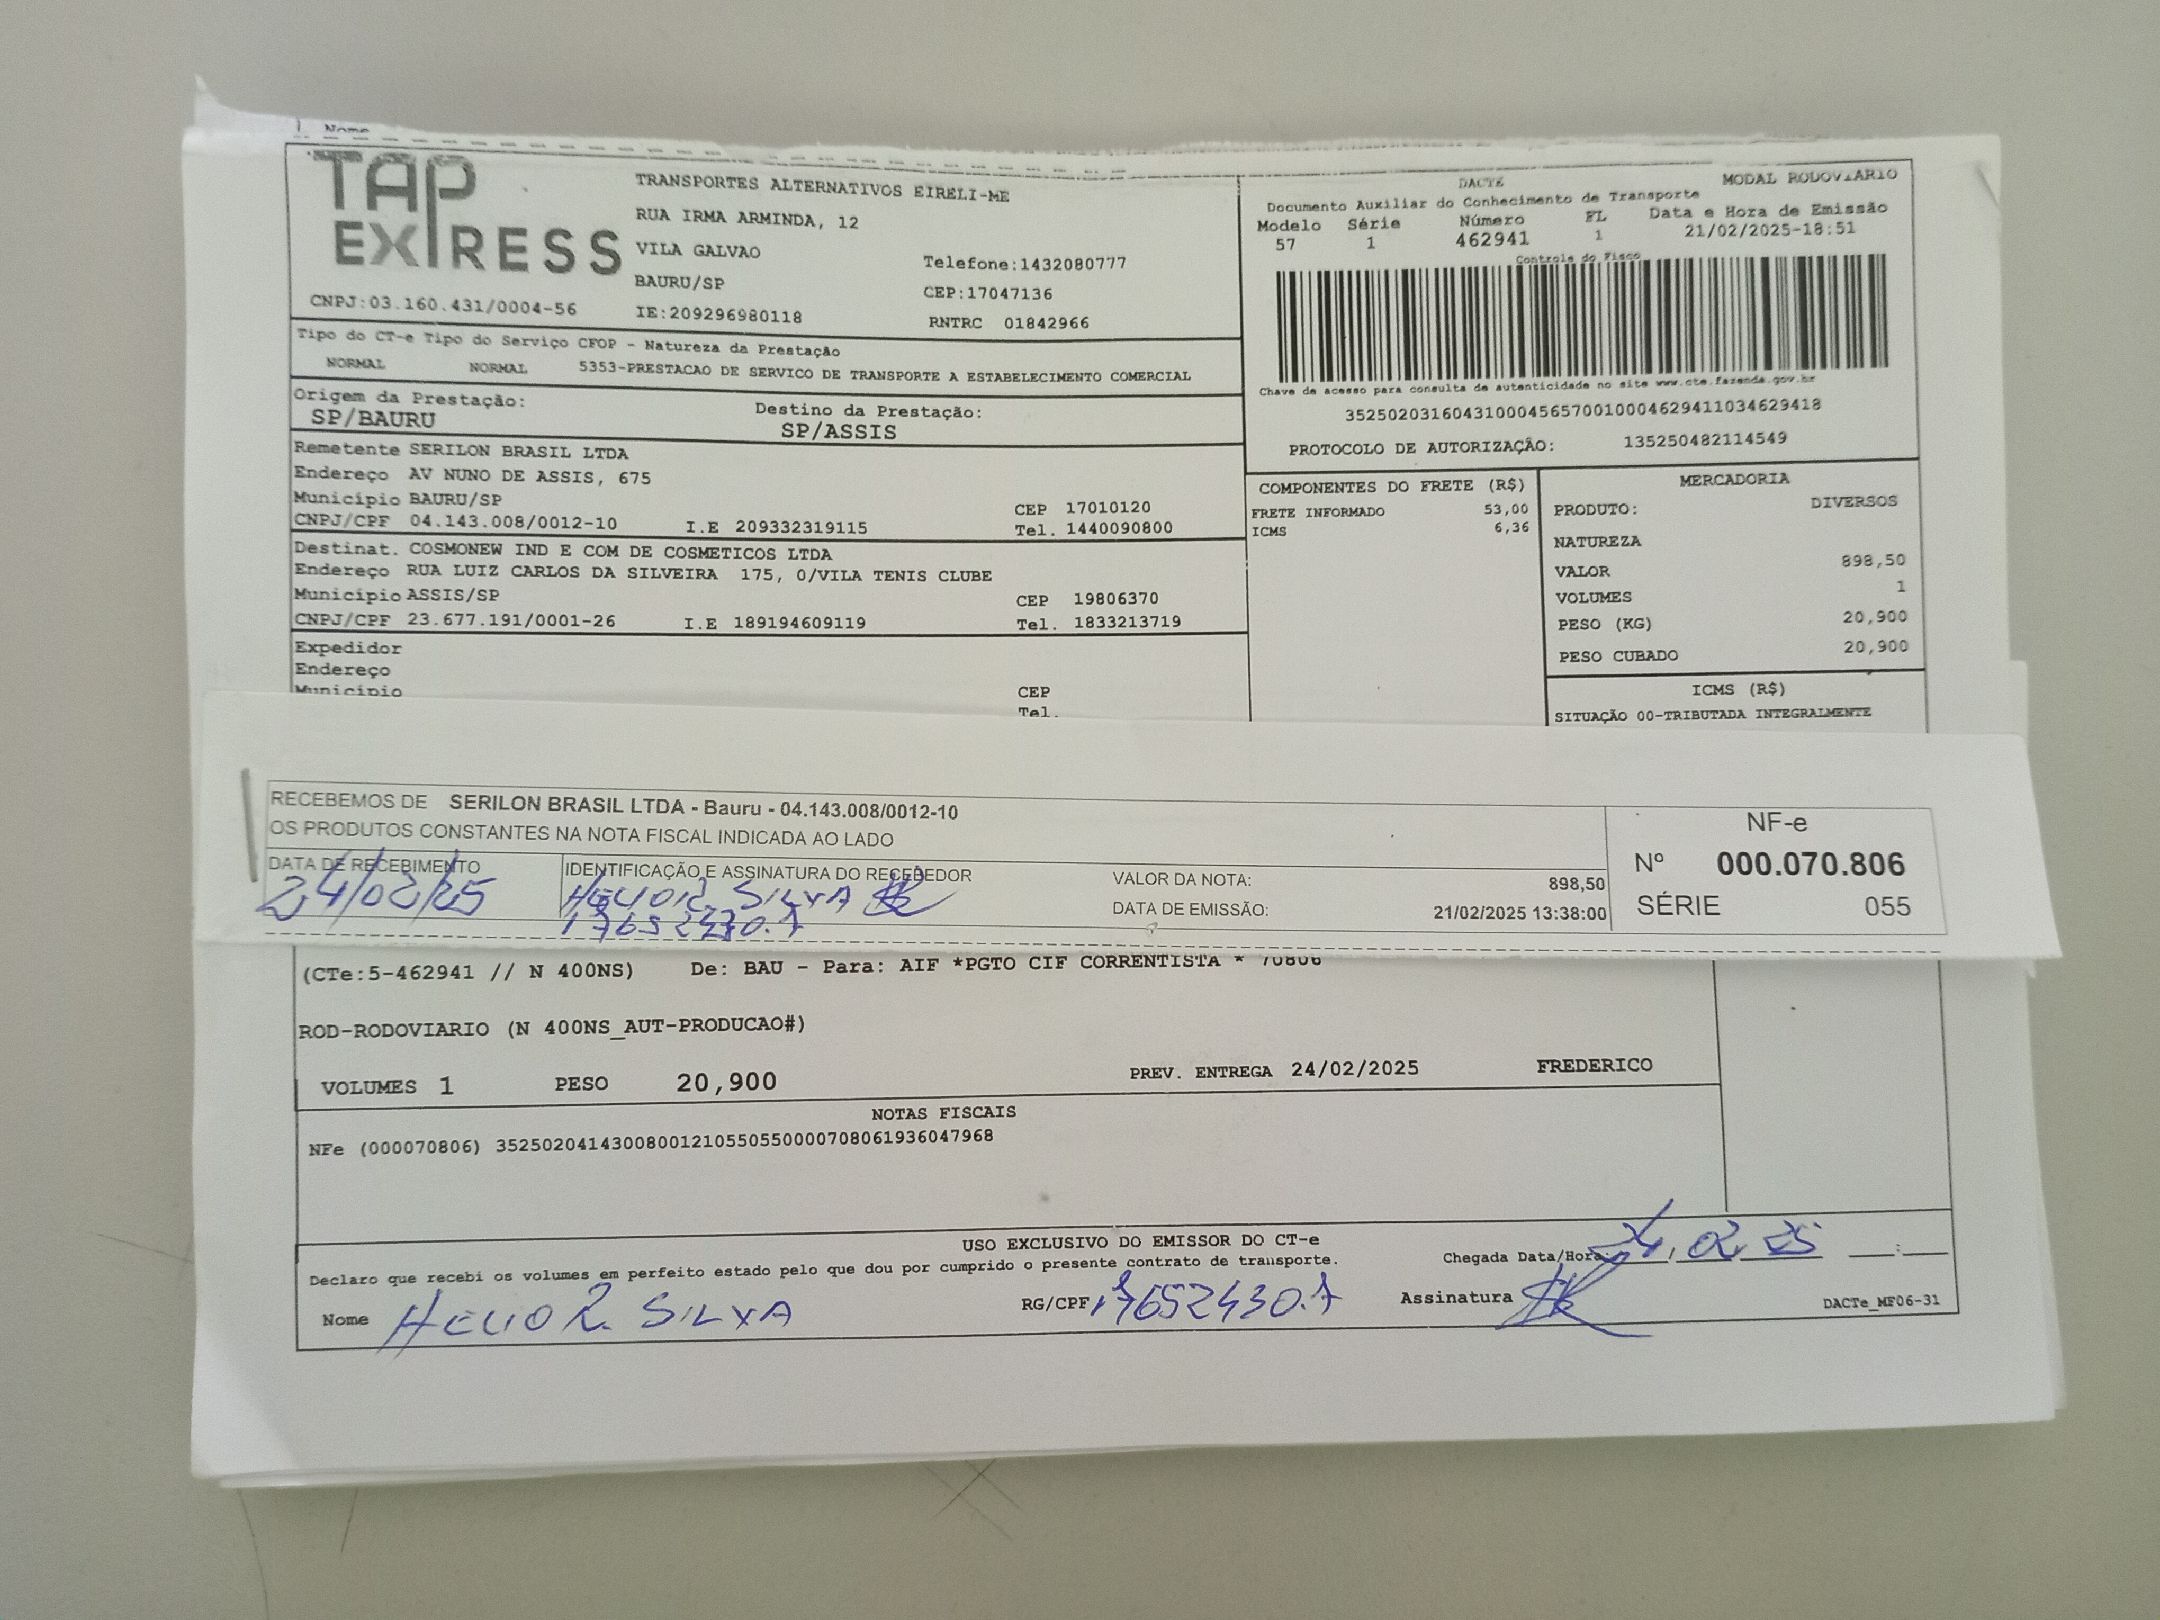 Nome
TAP EXPRESS
TRANSPORTES ALTERNATIVOS EIRELI-ME
RUA IRMA ARMINDA, 12
VILA GALVAO
BAURU/SP
Telefone:1432080777
CEP:17047136
CNPJ:03.160.431/0004-56
IE:209296980118
RNTRC 01842966
DACTE
MODAL RODOVIARIO
Documento Auxiliar do Conhecimento de Transporte
Modelo Série Número FL Data e Hora de Emissão
57 1 462941 1 21/02/2025-18:51
Controle do Fisco
Chave de acesso para consulta de autenticidade no site www.cte.fazenda.gov.br
35250203160431000456570010004629411034629418
PROTOCOLO DE AUTORIZAÇÃO: 135250482114549
Tipo do CT-e Tipo do Serviço CFOP - Natureza da Prestação
NORMAL NORMAL 5353-PRESTACAO DE SERVICO DE TRANSPORTE A ESTABELECIMENTO COMERCIAL
Origem da Prestação: Destino da Prestação:
SP/BAURU SP/ASSIS
Remetente SERILON BRASIL LTDA
Endereço AV NUNO DE ASSIS, 675
Município BAURU/SP CEP 17010120
CNPJ/CPF 04.143.008/0012-10 I.E 209332319115 Tel. 1440090800
Destinat. COSMONEW IND E COM DE COSMETICOS LTDA
Endereço RUA LUIZ CARLOS DA SILVEIRA 175, 0/VILA TENIS CLUBE
Município ASSIS/SP CEP 19806370
CNPJ/CPF 23.677.191/0001-26 I.E 189194609119 Tel. 1833213719
Expedidor
Endereço
Município CEP
Tel.
COMPONENTES DO FRETE (R$)
FRETE INFORMADO 53,00
ICMS 6,36
MERCADORIA
PRODUTO: DIVERSOS
NATUREZA
VALOR 898,50
VOLUMES 1
PESO (KG) 20,900
PESO CUBADO 20,900
ICMS (R$)
SITUAÇÃO 00-TRIBUTADA INTEGRALMENTE
RECEBEMOS DE SERILON BRASIL LTDA - Bauru - 04.143.008/0012-10
OS PRODUTOS CONSTANTES NA NOTA FISCAL INDICADA AO LADO
DATA DE RECEBIMENTO
24/02/25
IDENTIFICAÇÃO E ASSINATURA DO RECEBEDOR
HELIO R. SILVA
17652430.7
VALOR DA NOTA: 898,50
DATA DE EMISSÃO: 21/02/2025 13:38:00
NF-e
Nº 000.070.806
SÉRIE 055
(CTe:5-462941 // N 400NS) De: BAU - Para: AIF *PGTO CIF CORRENTISTA * 70806
ROD-RODOVIARIO (N 400NS_AUT-PRODUCAO#)
VOLUMES 1 PESO 20,900 PREV. ENTREGA 24/02/2025 FREDERICO
NOTAS FISCAIS
NFe (000070806) 35250204143008001210550550000708061936047968
USO EXCLUSIVO DO EMISSOR DO CT-e
Declaro que recebi os volumes em perfeito estado pelo que dou por cumprido o presente contrato de transporte.
Chegada Data/Hora: 24/02/25 __:__
Nome HELIO R. SILVA RG/CPF 17652430.7 Assinatura
DACTe_MF06-31